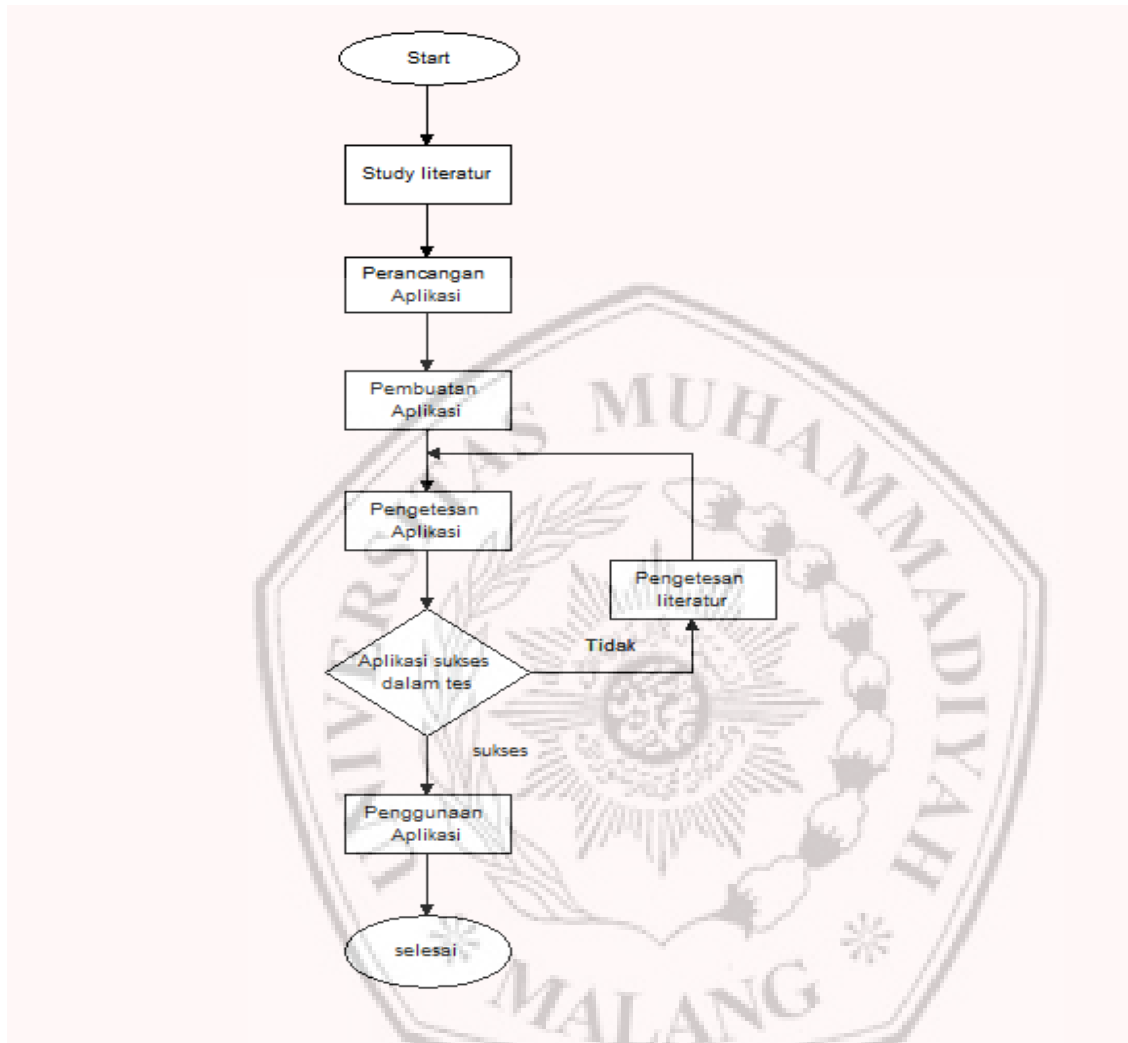 Start
Study literatur
Perancangan
Aplikasi
Pembuatan
Aplikasi
Pengetesan
Aplikasi
Pengetesan
literatur
Aplikasi sukses
dalam tes
Tidak
sukses
Penggunaan
Aplikasi
selesai
UNIVERSITAS MUHAMMADIYAH
MALANG